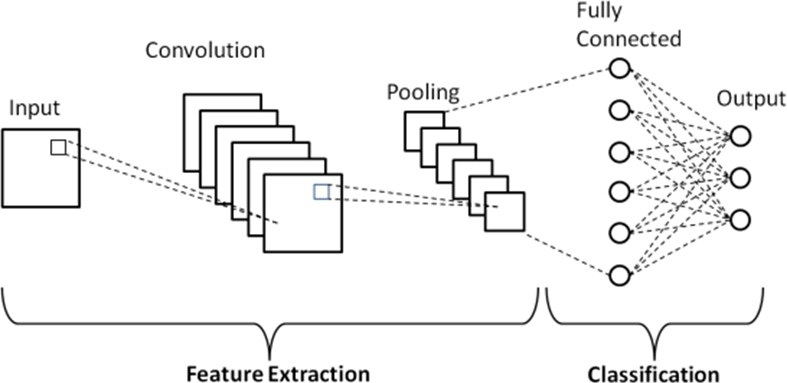 Fully
Connected
Convolution
Pooling
Output
Input
Feature Extraction
Classification